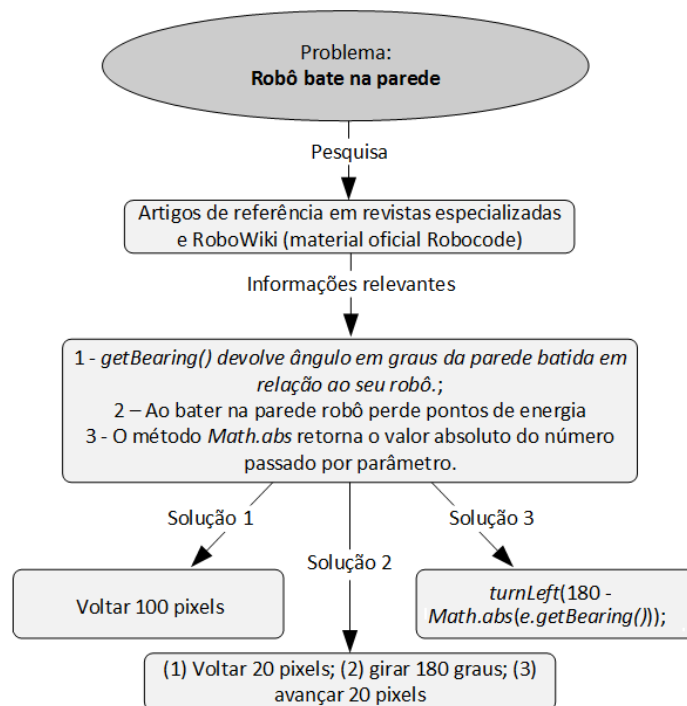 Problema:
Robô bate na parede
Pesquisa
Artigos de referência em revistas especializadas
e RoboWiki (material oficial Robocode)
Informações relevantes
1 - getBearing() devolve ângulo em graus da parede batida em
relação ao seu robô.;
2 – Ao bater na parede robô perde pontos de energia
3 - O método Math.abs retorna o valor absoluto do número
passado por parâmetro.
Solução 1
Solução 2
Solução 3
Voltar 100 pixels
turnLeft(180 -
Math.abs(e.getBearing()));
(1) Voltar 20 pixels; (2) girar 180 graus; (3)
avançar 20 pixels